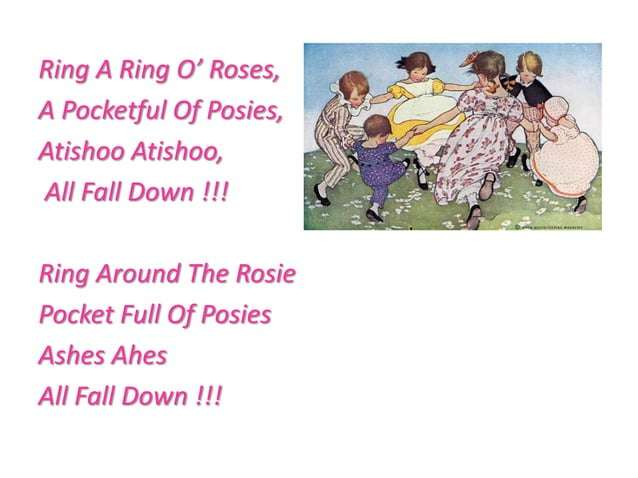 Ring A Ring O’ Roses,
A Pocketful Of Posies,
Atishoo Atishoo,
All Fall Down !!!
Ring Around The Rosie
Pocket Full Of Posies
Ashes Ahes
All Fall Down !!!